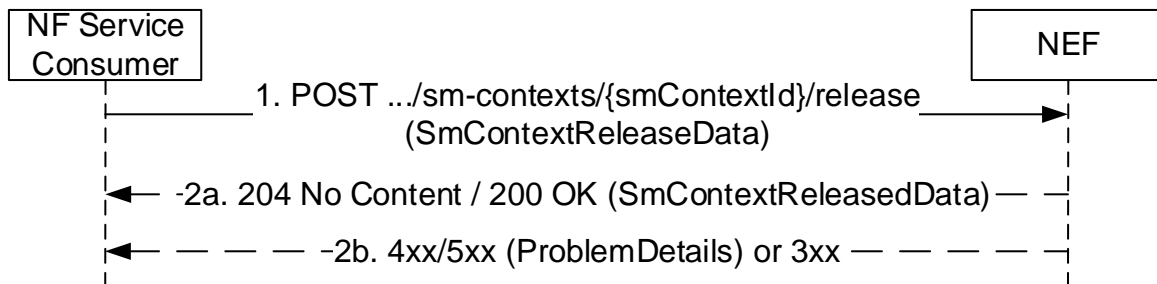 NF Service
Consumer
NEF
1. POST .../sm-contexts/{smContextId}/release
(SmContextReleaseData)
2a. 204 No Content / 200 OK (SmContextReleasedData)
2b. 4xx/5xx (ProblemDetails) or 3xx